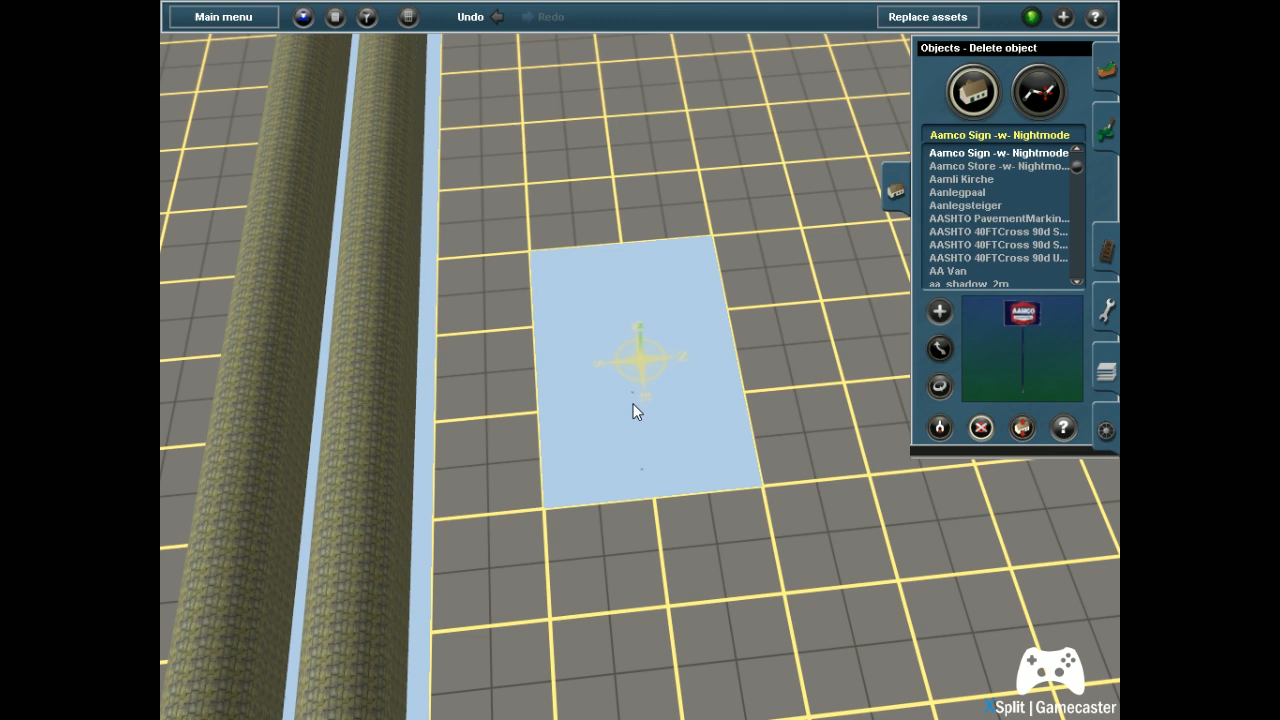 Main menu
Undo
Redo
Replace assets
?
Objects - Delete object
Aamco Sign -w- Nightmode
Aamco Sign -w- Nightmode
Aamco Store -w- Nightmo...
Aamli Kirche
Aanlegpaal
Aanlegsteiger
AASHTO PavementMarkin...
AASHTO 40FTCross 90d S...
AASHTO 40FTCross 90d S...
AASHTO 40FTCross 90d U...
AA Van
aa_shadow_2m
AAMCO
?
XSplit | Gamecaster